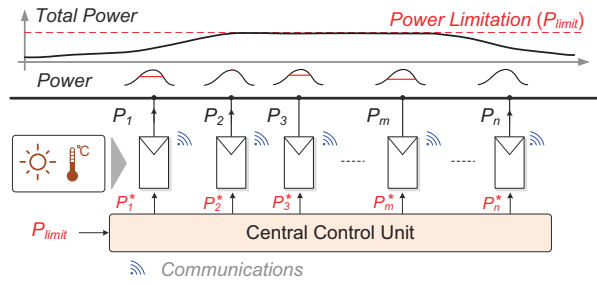 Total Power
Power Limitation (Plimit)
Power
P1 P2 P3 Pm Pn
°C
P1* P2* P3* Pm* Pn*
Plimit
Central Control Unit
Communications